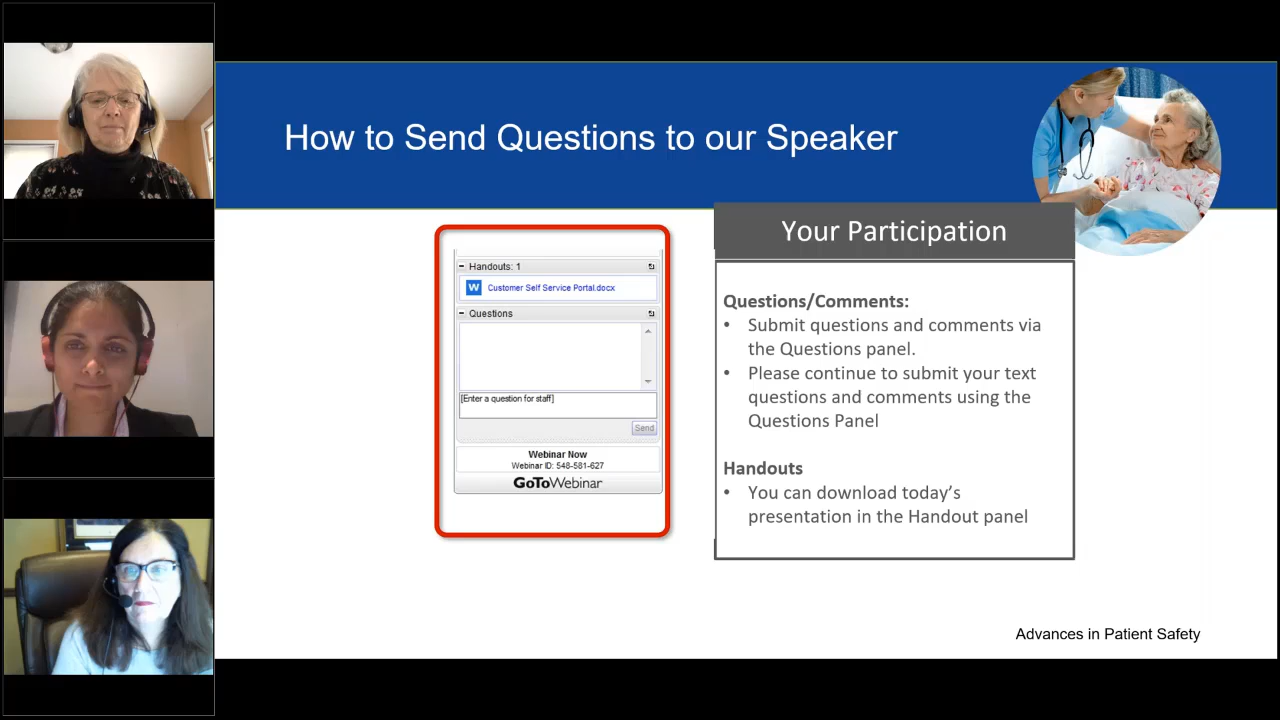 How to Send Questions to our Speaker
Handouts: 1
W Customer Self Service Portal.docx
Questions
[Enter a question for staff]
Send
Webinar Now
Webinar ID: 548-581-627
GoToWebinar
Your Participation
Questions/Comments:
• Submit questions and comments via
the Questions panel.
• Please continue to submit your text
questions and comments using the
Questions Panel
Handouts
• You can download today's
presentation in the Handout panel
Advances in Patient Safety